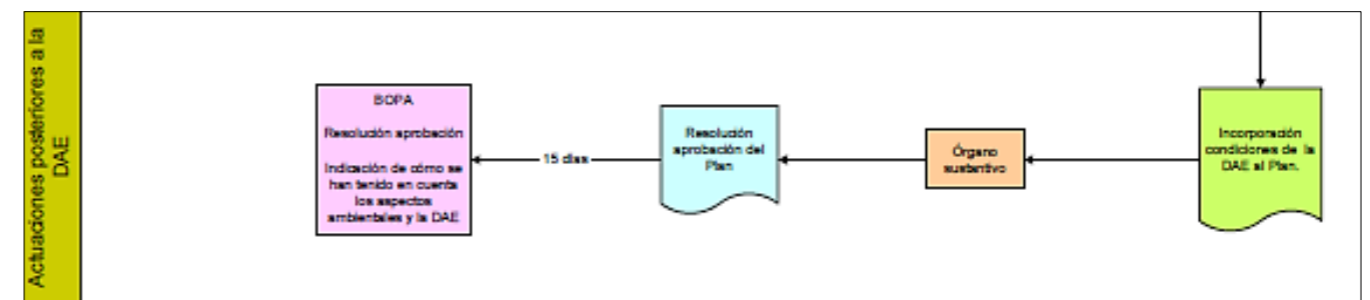 Actuaciones posteriores a la
DAE
BOPA
Resolución aprobación
Indicación de cómo se
han tenido en cuenta
los aspectos
ambientales y la DAE
15 días
Resolución
aprobación del
Plan
Órgano
sustantivo
Incorporación
condiciones de la
DAE al Plan.